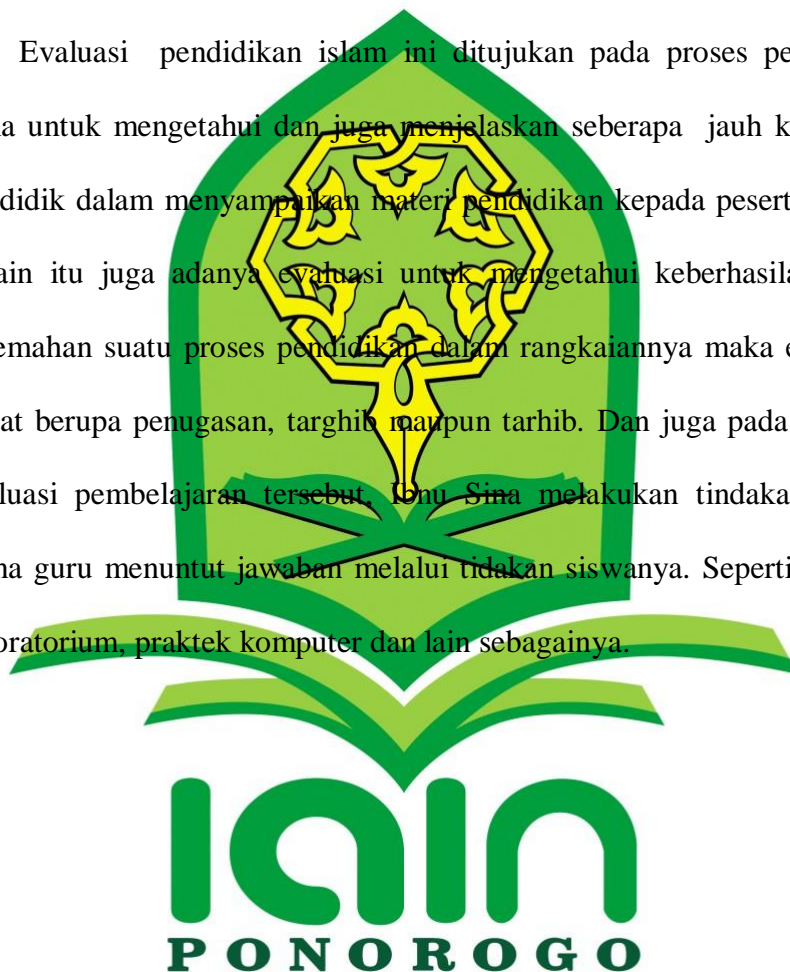 Evaluasi pendidikan islam ini ditujukan pada proses pe
a untuk mengetahui dan juga menjelaskan seberapa jauh k
didik dalam menyampaikan materi pendidikan kepada pesert
ain itu juga adanya evaluasi untuk mengetahui keberhasila
emahan suatu proses pendidikan dalam rangkaiannya maka e
at berupa penugasan, targhib maupun tarhib. Dan juga pada
luasi pembelajaran tersebut, Ibnu Sina melakukan tindaka
na guru menuntut jawaban melalui tidakan siswanya. Seperti
oratorium, praktek komputer dan lain sebagainya.
IAIN
PONOROGO